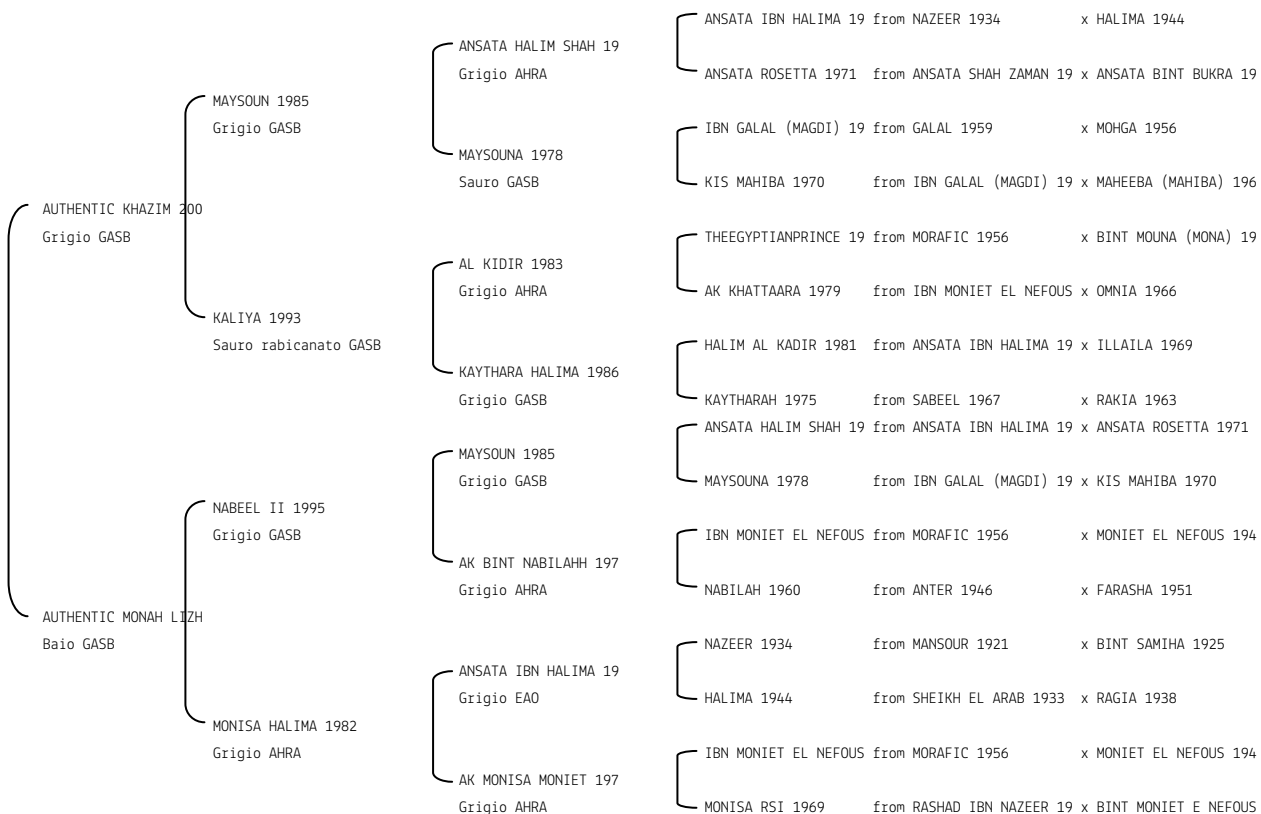 ANSATA IBN HALIMA 19 from NAZEER 1934 x HALIMA 1944
ANSATA HALIM SHAH 19
Grigio AHRA
ANSATA ROSETTA 1971 from ANSATA SHAH ZAMAN 19 x ANSATA BINT BUKRA 19
MAYSOUN 1985
Grigio GASB
IBN GALAL (MAGDI) 19 from GALAL 1959 x MOHGA 1956
MAYSOUNA 1978
Sauro GASB
KIS MAHIBA 1970 from IBN GALAL (MAGDI) 19 x MAHEEBA (MAHIBA) 196
AUTHENTIC KHAZIM 200
Grigio GASB
THEEGYPTIANPRINCE 19 from MORAFIC 1956 x BINT MOUNA (MONA) 19
AL KIDIR 1983
Grigio AHRA
AK KHATTAARA 1979 from IBN MONIET EL NEFOUS x OMNIA 1966
KALIYA 1993
Sauro rabicanato GASB
HALIM AL KADIR 1981 from ANSATA IBN HALIMA 19 x ILLAILA 1969
KAYTHARA HALIMA 1986
Grigio GASB
KAYTHARAH 1975 from SABEEL 1967 x RAKIA 1963
ANSATA HALIM SHAH 19 from ANSATA IBN HALIMA 19 x ANSATA ROSETTA 1971
MAYSOUN 1985
Grigio GASB
MAYSOUNA 1978 from IBN GALAL (MAGDI) 19 x KIS MAHIBA 1970
NABEEL II 1995
Grigio GASB
IBN MONIET EL NEFOUS from MORAFIC 1956 x MONIET EL NEFOUS 194
AK BINT NABILAHH 197
Grigio AHRA
NABILAH 1960 from ANTER 1946 x FARASHA 1951
AUTHENTIC MONAH LIZH
Baio GASB
NAZEER 1934 from MANSOUR 1921 x BINT SAMIHA 1925
ANSATA IBN HALIMA 19
Grigio EAO
HALIMA 1944 from SHEIKH EL ARAB 1933 x RAGIA 1938
MONISA HALIMA 1982
Grigio AHRA
IBN MONIET EL NEFOUS from MORAFIC 1956 x MONIET EL NEFOUS 194
AK MONISA MONIET 197
Grigio AHRA
MONISA RSI 1969 from RASHAD IBN NAZEER 19 x BINT MONIET E NEFOUS